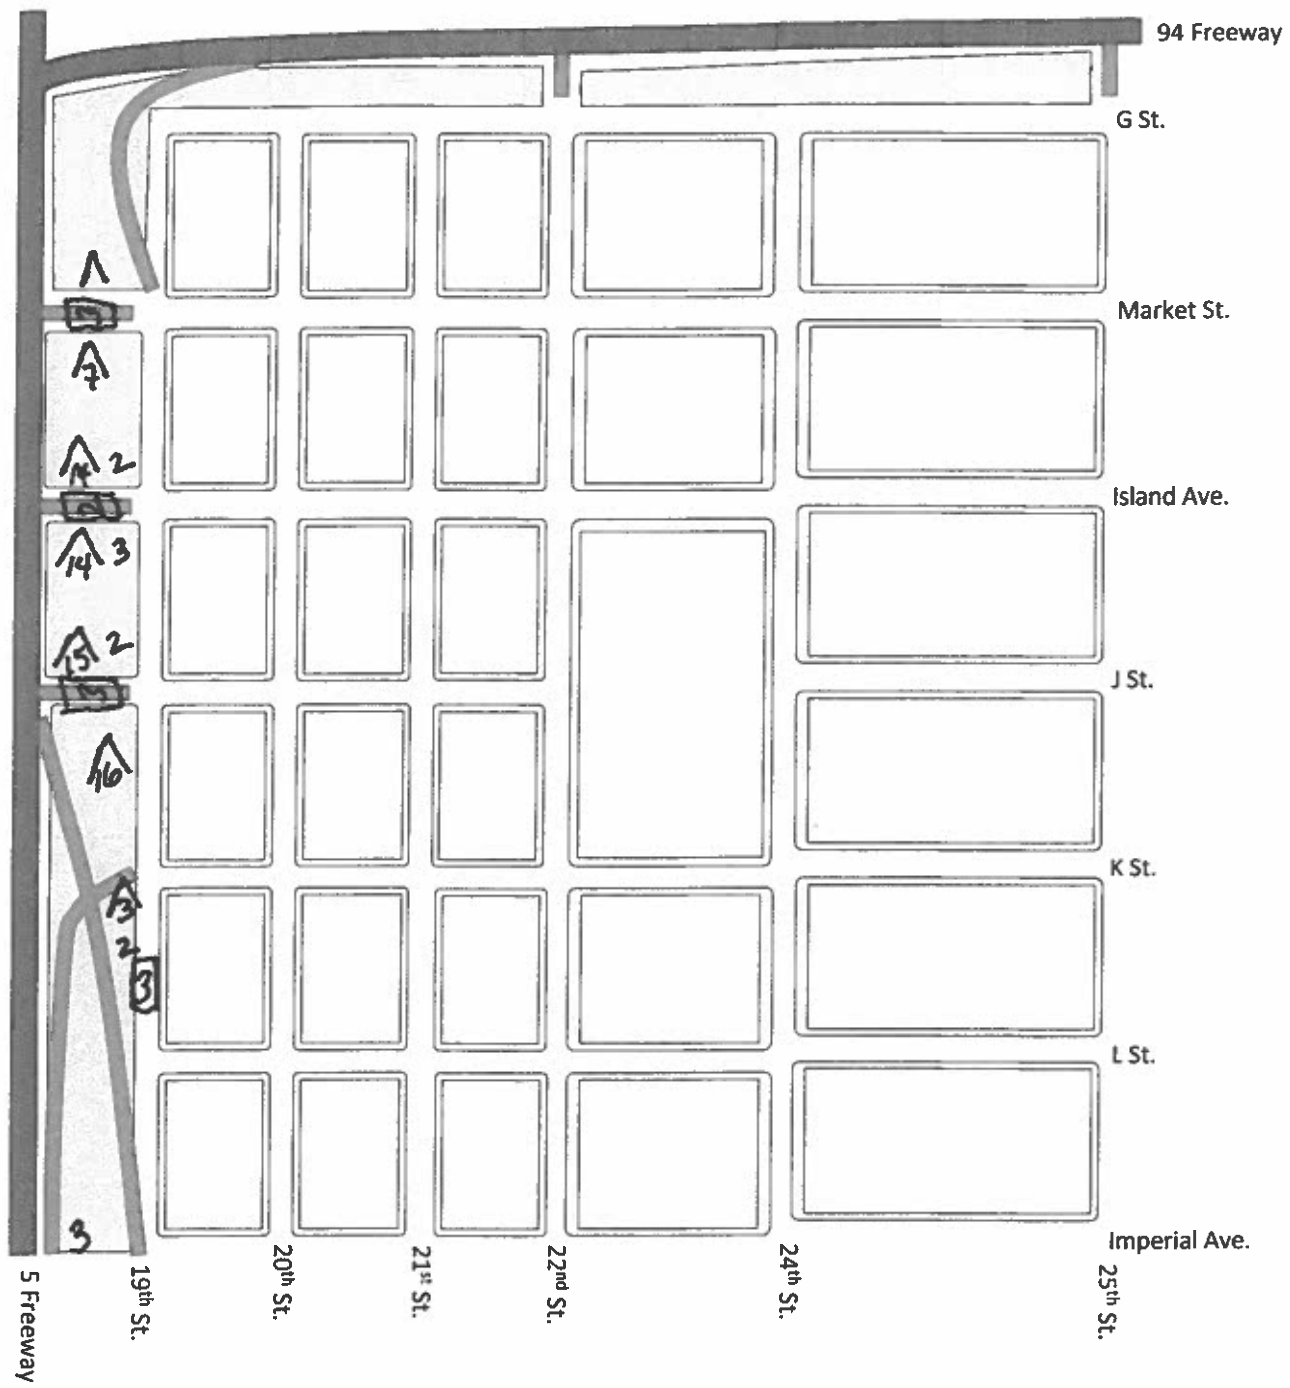 94 Freeway
G St.
Market St.
7
14 2
Island Ave.
14 3
15 2
J St.
16
K St.
3
2
3
L St.
3
Imperial Ave.
5 Freeway
19th St.
20th St.
21st St.
22nd St.
24th St.
25th St.